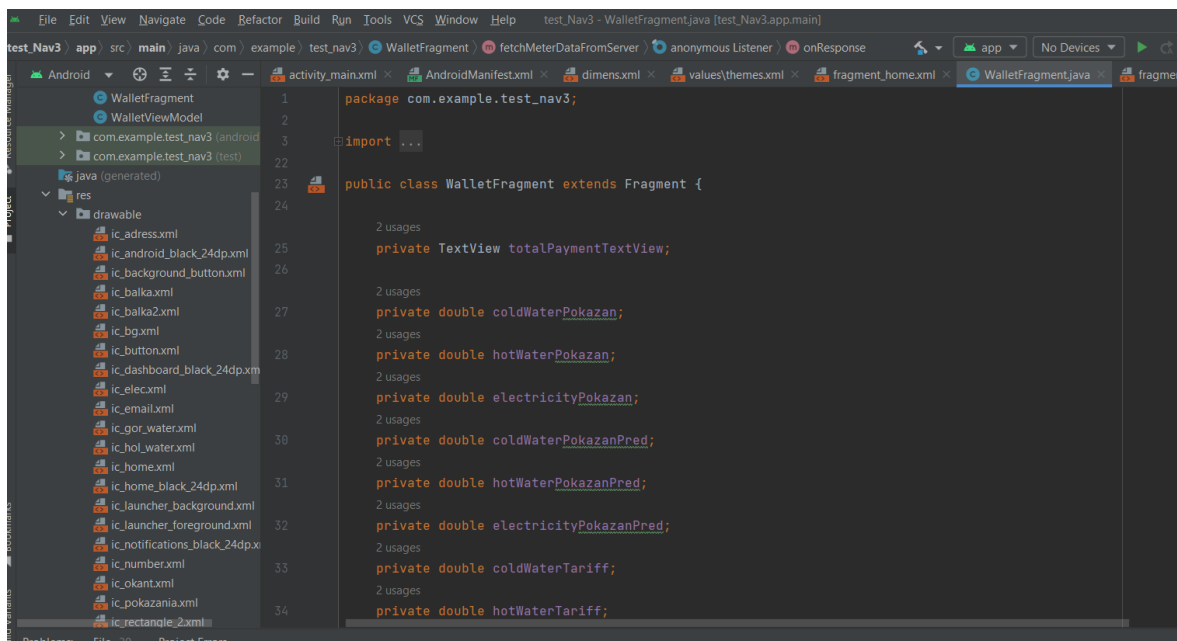 File Edit View Navigate Code Refactor Build Run Tools VCS Window Help test_Nav3 - WalletFragment.java [test_Nav3.app.main]
test_Nav3 app src main java com example test_nav3 WalletFragment fetchMeterDataFromServer anonymous Listener onResponse app No Devices
Android activity_main.xml AndroidManifest.xml dimens.xml values\themes.xml fragment_home.xml WalletFragment.java fragme
Resource Manager
Project
Bookmarks
WalletFragment
WalletViewModel
com.example.test_nav3 (android
com.example.test_nav3 (test)
java (generated)
res
drawable
ic_adress.xml
ic_android_black_24dp.xml
ic_background_button.xml
ic_balka.xml
ic_balka2.xml
ic_bg.xml
ic_button.xml
ic_dashboard_black_24dp.xm
ic_elec.xml
ic_email.xml
ic_gor_water.xml
ic_hol_water.xml
ic_home.xml
ic_home_black_24dp.xml
ic_launcher_background.xml
ic_launcher_foreground.xml
ic_notifications_black_24dp.x
ic_number.xml
ic_okant.xml
ic_pokazania.xml
ic_rectangle_2.xml
1 package com.example.test_nav3;
2
3 import ...
22
23 public class WalletFragment extends Fragment {
24
2 usages
25 private TextView totalPaymentTextView;
26
2 usages
27 private double coldWaterPokazan;
2 usages
28 private double hotWaterPokazan;
2 usages
29 private double electricityPokazan;
2 usages
30 private double coldWaterPokazanPred;
2 usages
31 private double hotWaterPokazanPred;
2 usages
32 private double electricityPokazanPred;
2 usages
33 private double coldWaterTariff;
2 usages
34 private double hotWaterTariff;